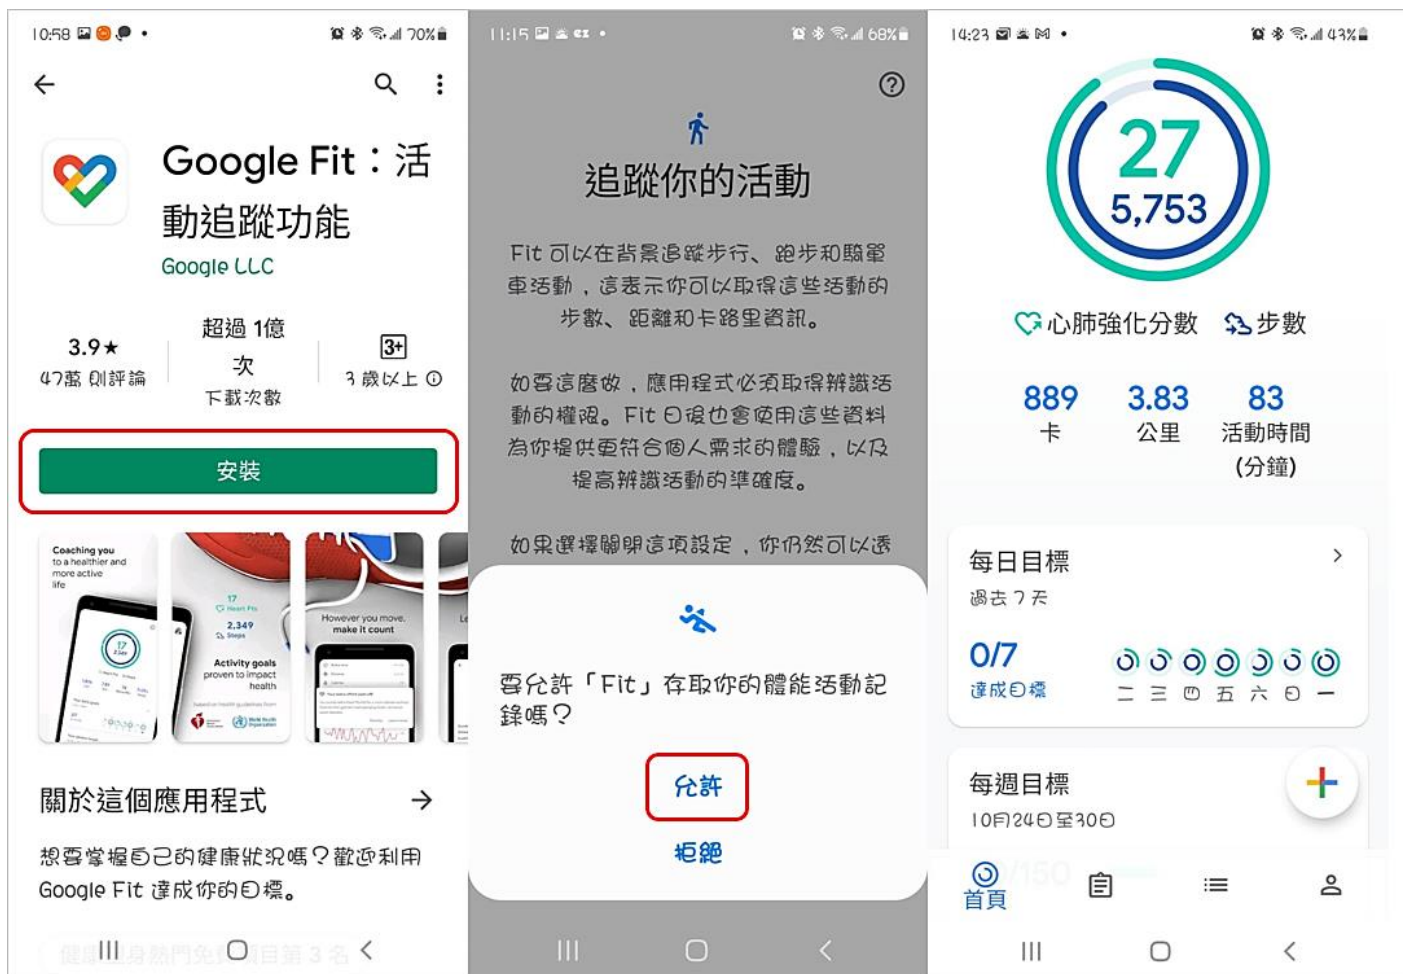 10:58
70%
Google Fit：活
動追蹤功能
Google LLC
3.9★
47萬 則評論
超過 1億
次
下載次數
3+
3 歲以上
安裝
Coaching you
to a healthier and
more active
life
17
Heart Pts
2,349
Steps
Activity goals
proven to impact
health
However you move,
make it count
關於這個應用程式
想要掌握自己的健康狀況嗎？歡迎利用
Google Fit 達成你的目標。
11:15
68%
追蹤你的活動
Fit 可以在背景追蹤步行、跑步和騎單
車活動，這表示你可以取得這些活動的
步數、距離和卡路里資訊。
如要這麼做，應用程式必須取得辨識活
動的權限。Fit 日後也會使用這些資料
為你提供更符合個人需求的體驗，以及
提高辨識活動的準確度。
如果選擇關閉這項設定，你仍然可以透
要允許「Fit」存取你的體能活動記
錄嗎？
允許
拒絕
14:23
43%
27
5,753
心肺強化分數
步數
889
卡
3.83
公里
83
活動時間
(分鐘)
每日目標
過去 7 天
0/7
達成目標
二 三 四 五 六 日 一
每週目標
10月24日至30日
首頁